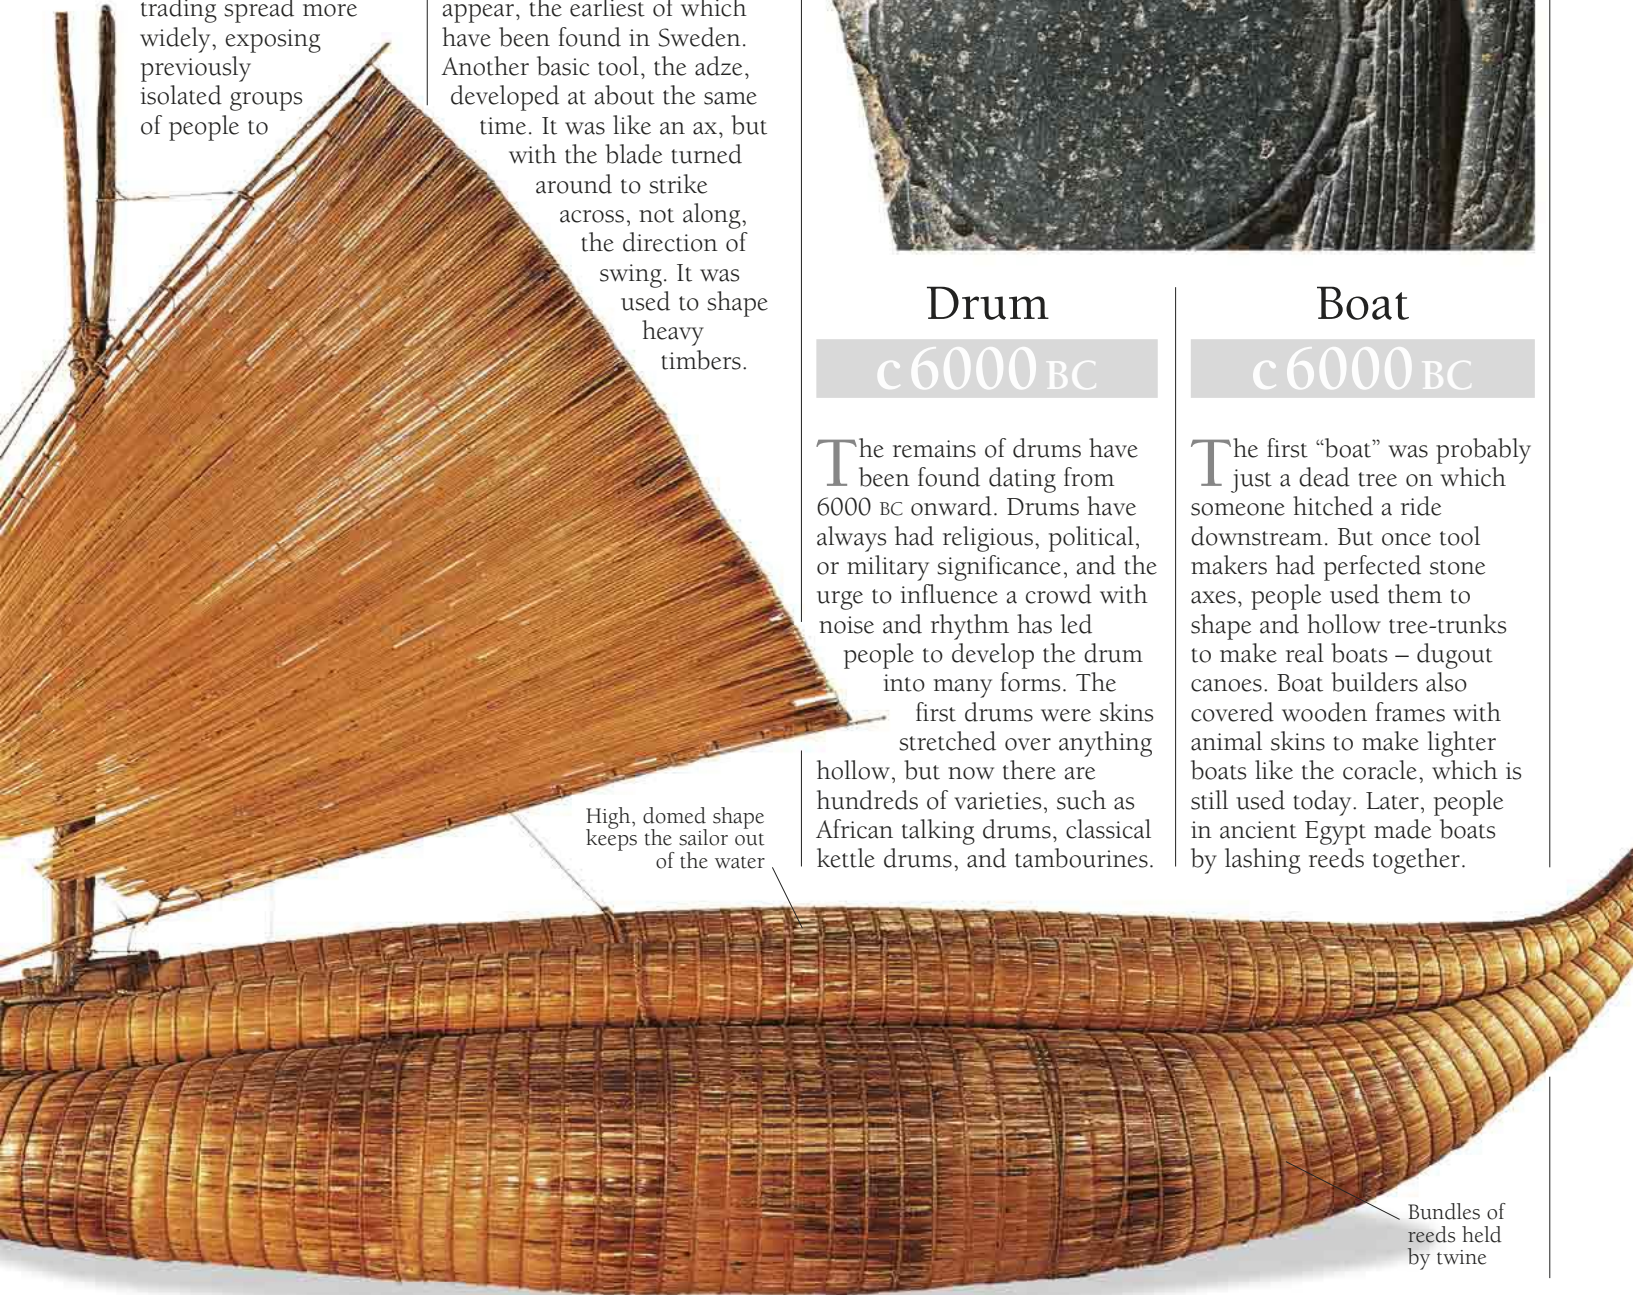 trading spread more
widely, exposing
previously
isolated groups
of people to
appear, the earliest of which
have been found in Sweden.
Another basic tool, the adze,
developed at about the same
time. It was like an ax, but
with the blade turned
around to strike
across, not along,
the direction of
swing. It was
used to shape
heavy
timbers.
Drum
c 6000 BC
The remains of drums have
been found dating from
6000 BC onward. Drums have
always had religious, political,
or military significance, and the
urge to influence a crowd with
noise and rhythm has led
people to develop the drum
into many forms. The
first drums were skins
stretched over anything
hollow, but now there are
hundreds of varieties, such as
African talking drums, classical
kettle drums, and tambourines.
Boat
c 6000 BC
The first “boat” was probably
just a dead tree on which
someone hitched a ride
downstream. But once tool
makers had perfected stone
axes, people used them to
shape and hollow tree-trunks
to make real boats – dugout
canoes. Boat builders also
covered wooden frames with
animal skins to make lighter
boats like the coracle, which is
still used today. Later, people
in ancient Egypt made boats
by lashing reeds together.
High, domed shape
keeps the sailor out
of the water
Bundles of
reeds held
by twine